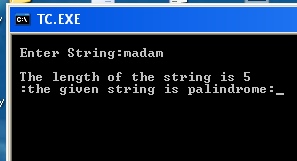 TC.EXE
Enter String:madam
The length of the string is 5
:the given string is palindrome:_